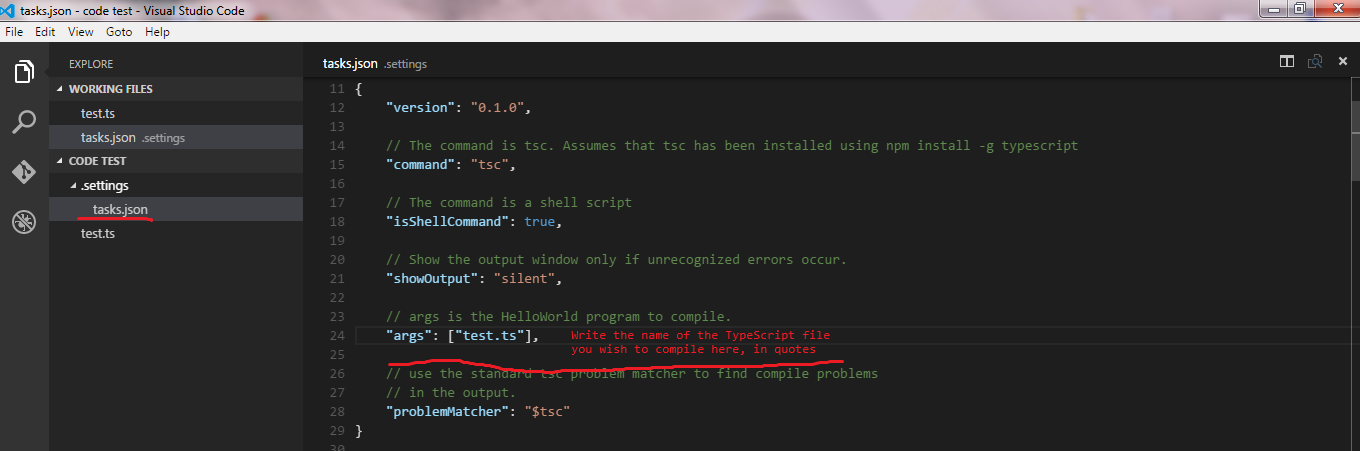 tasks.json - code test - Visual Studio Code
File Edit View Goto Help
EXPLORE
WORKING FILES
test.ts
tasks.json .settings
CODE TEST
.settings
tasks.json
test.ts
tasks.json .settings
11 {
12 "version": "0.1.0",
13
14 // The command is tsc. Assumes that tsc has been installed using npm install -g typescript
15 "command": "tsc",
16
17 // The command is a shell script
18 "isShellCommand": true,
19
20 // Show the output window only if unrecognized errors occur.
21 "showOutput": "silent",
22
23 // args is the HelloWorld program to compile.
24 "args": ["test.ts"], Write the name of the TypeScript file
you wish to compile here, in quotes
25
26 // use the standard tsc problem matcher to find compile problems
27 // in the output.
28 "problemMatcher": "$tsc"
29 }
30